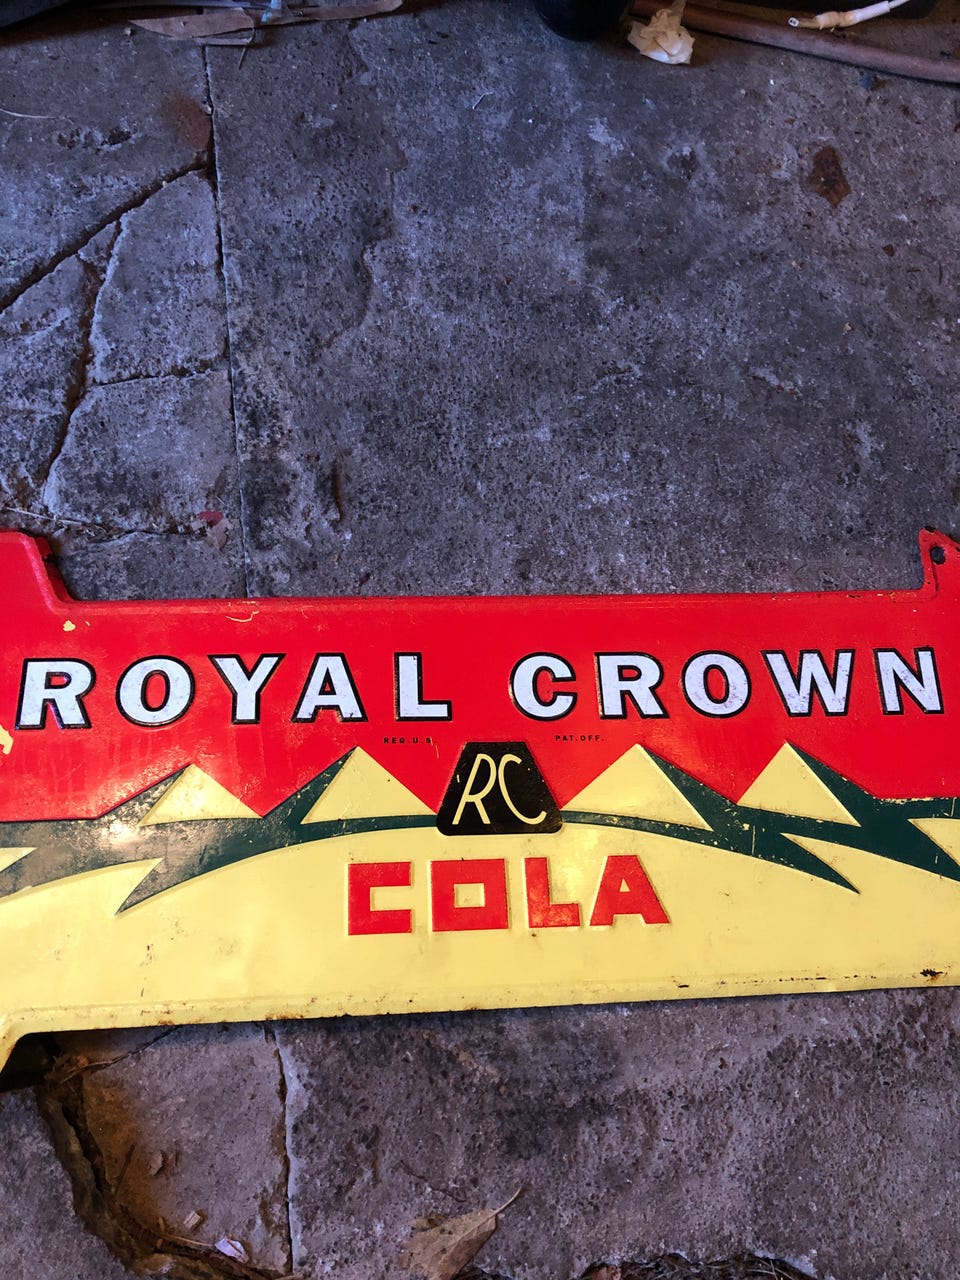 ROYAL CROWN
REG.U.S. PAT.OFF.
RC
COLA